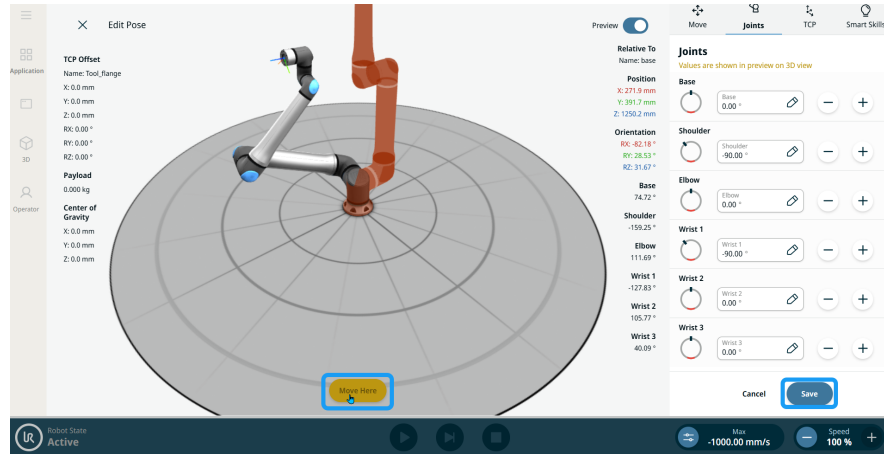 Edit Pose
Preview
TCP Offset
Name: Tool_flange
X: 0.0 mm
Y: 0.0 mm
Z: 0.0 mm
RX: 0.00 °
RY: 0.00 °
RZ: 0.00 °
Payload
0.000 kg
Center of
Gravity
X: 0.0 mm
Y: 0.0 mm
Z: 0.0 mm
Application
3D
Operator
Relative To
Name: base
Position
X: 271.9 mm
Y: 391.7 mm
Z: 1250.2 mm
Orientation
RX: -82.18 °
RY: 28.53 °
RZ: 31.67 °
Base
74.72 °
Shoulder
-159.25 °
Elbow
111.69 °
Wrist 1
-127.83 °
Wrist 2
105.77 °
Wrist 3
40.09 °
Move Here
Move
Joints
TCP
Smart Skills
Joints
Values are shown in preview on 3D view
Base
Base
0.00 °
Shoulder
Shoulder
-90.00 °
Elbow
Elbow
0.00 °
Wrist 1
Wrist 1
-90.00 °
Wrist 2
Wrist 2
0.00 °
Wrist 3
Wrist 3
0.00 °
Cancel
Save
UR
Robot State
Active
Max
-1000.00 mm/s
Speed
100 %